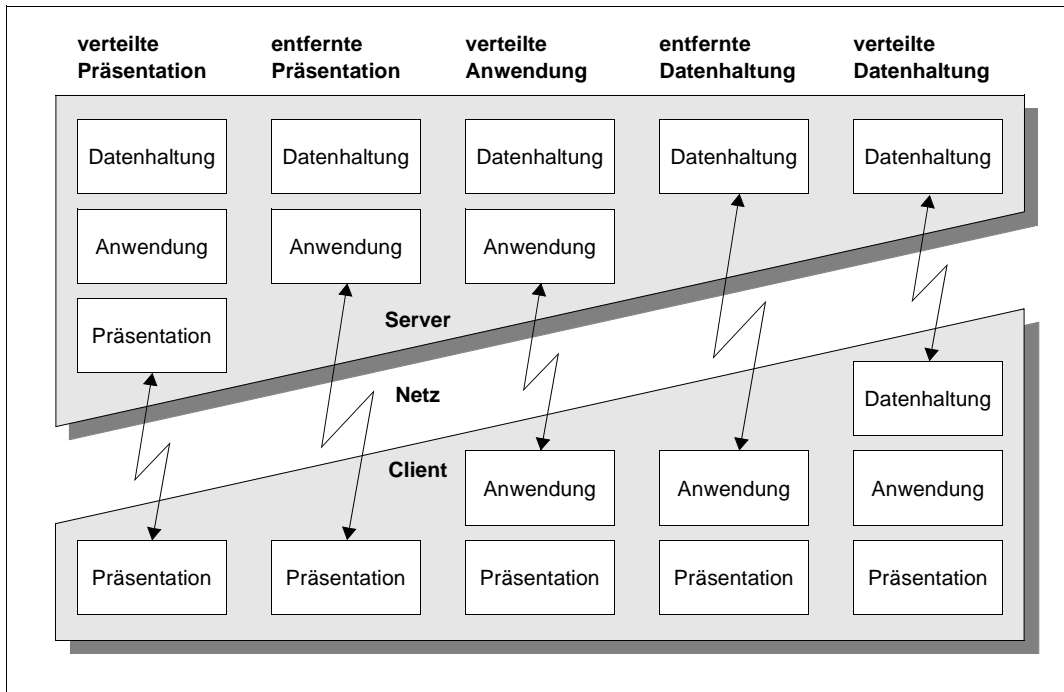 verteilte
Präsentation
entfernte
Präsentation
verteilte
Anwendung
entfernte
Datenhaltung
verteilte
Datenhaltung
Datenhaltung
Datenhaltung
Datenhaltung
Datenhaltung
Datenhaltung
Anwendung
Anwendung
Anwendung
Präsentation
Server
Netz
Client
Datenhaltung
Anwendung
Anwendung
Anwendung
Präsentation
Präsentation
Präsentation
Präsentation
Präsentation